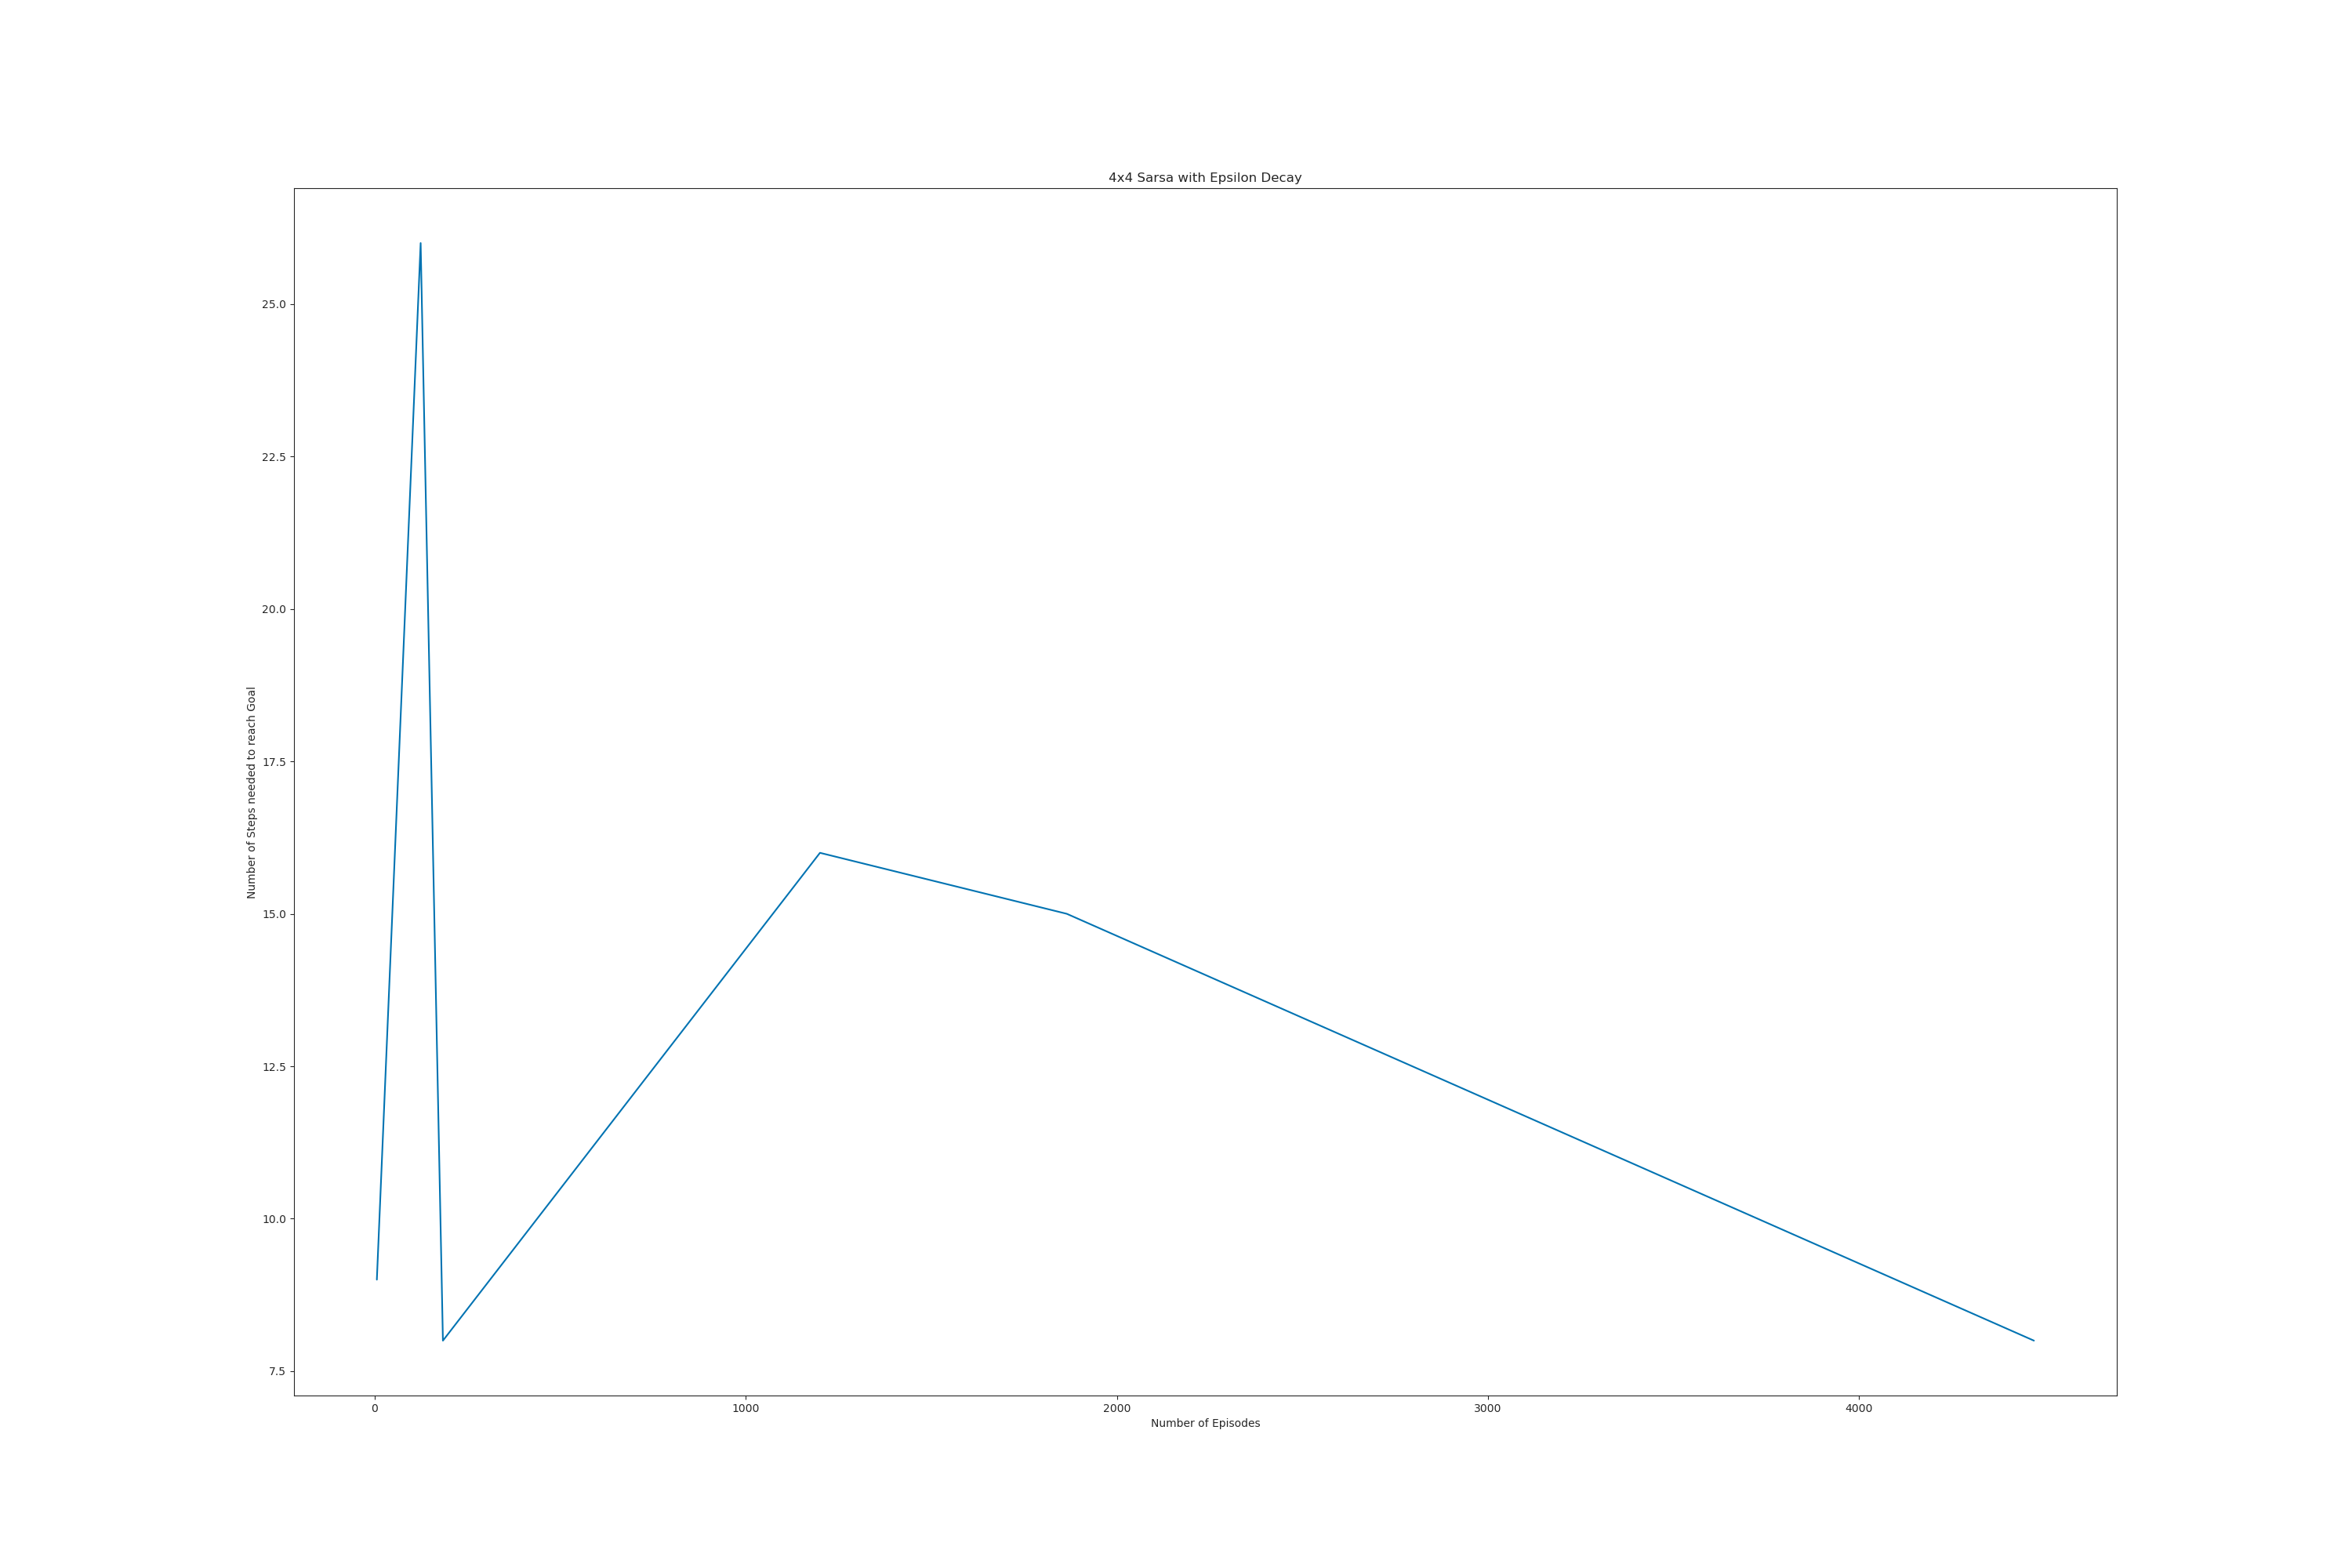 4x4 Sarsa with Epsilon Decay
Number of Steps needed to reach Goal
25.0
22.5
20.0
17.5
15.0
12.5
10.0
7.5
0 1000 2000 3000 4000
Number of Episodes